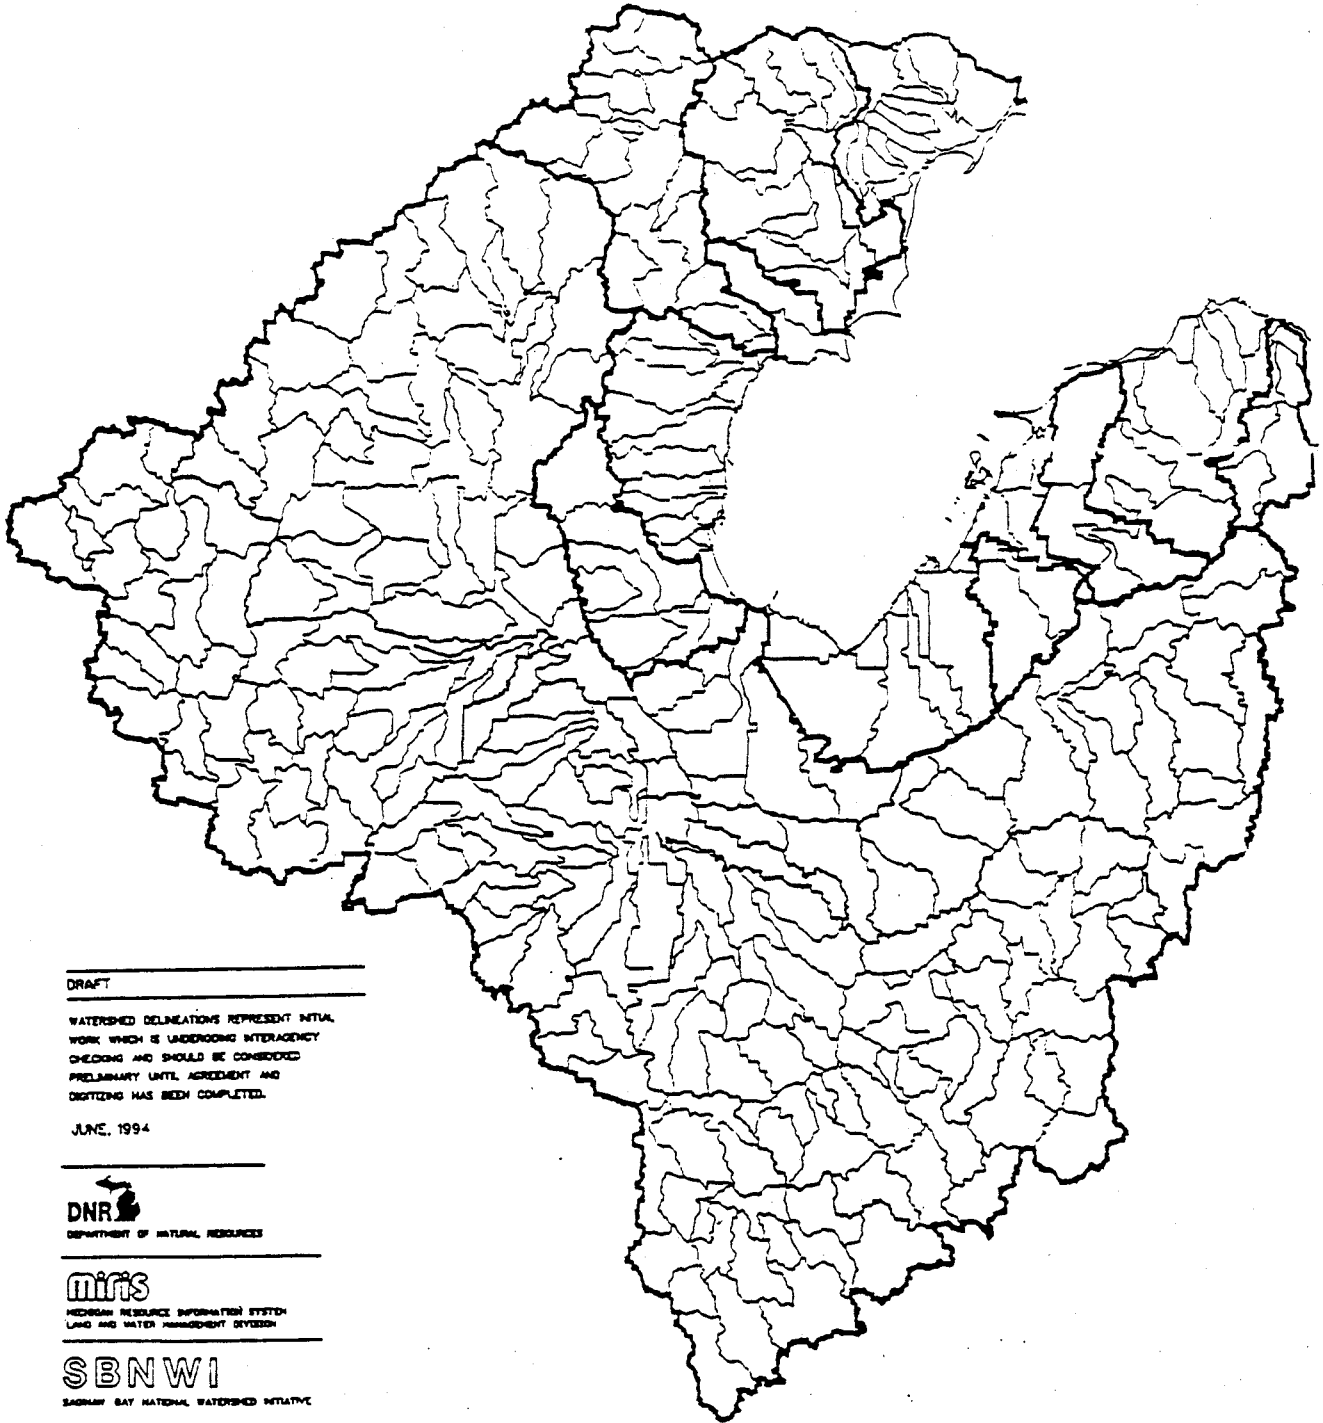 DRAFT
WATERSHED DELINEATIONS REPRESENT INITIAL
WORK WHICH IS UNDERGOING INTERAGENCY
CHECKING AND SHOULD BE CONSIDERED
PRELIMINARY UNTIL AGREEMENT AND
DIGITIZING HAS BEEN COMPLETED.
JUNE, 1994
DNR
DEPARTMENT OF NATURAL RESOURCES
miris
MICHIGAN RESOURCE INFORMATION SYSTEM
LAND AND WATER MANAGEMENT DIVISION
SBNWI
SAGINAW BAY NATIONAL WATERSHED INITIATIVE